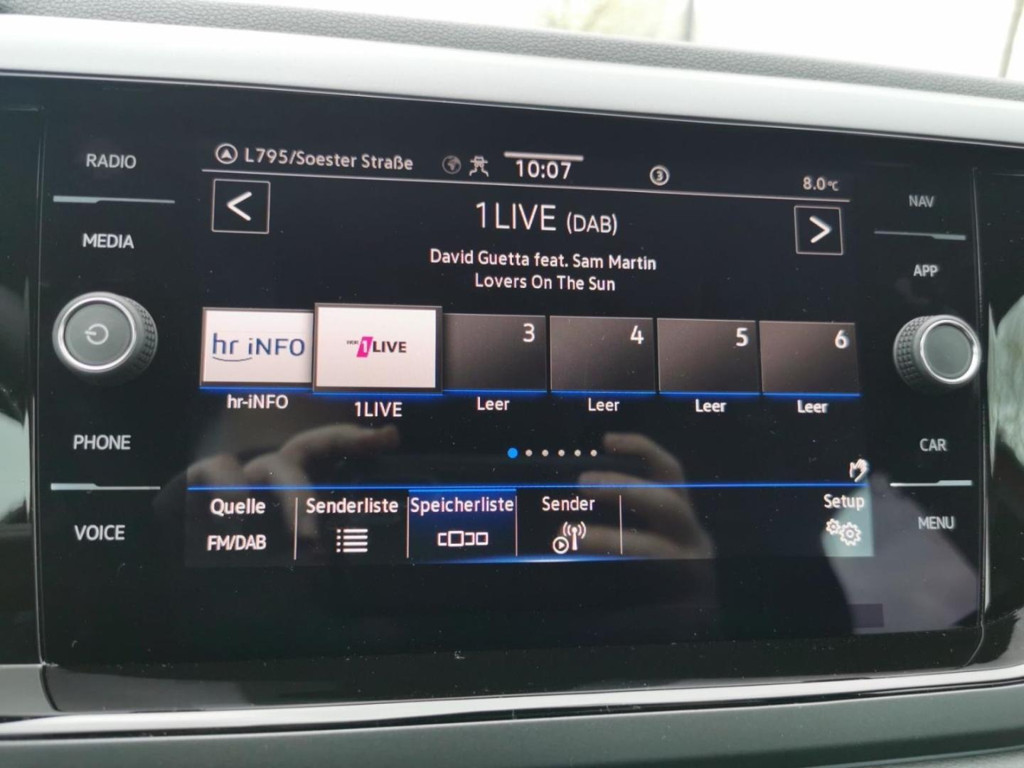 RADIO
MEDIA
PHONE
VOICE
L795/Soester Straße
10:07
3
8.0°C
<
1LIVE (DAB)
>
David Guetta feat. Sam Martin
Lovers On The Sun
hr iNFO
1LIVE
3
4
5
6
hr-iNFO
1LIVE
Leer
Leer
Leer
Leer
Quelle
FM/DAB
Senderliste
Speicherliste
Sender
Setup
NAV
APP
CAR
MENU